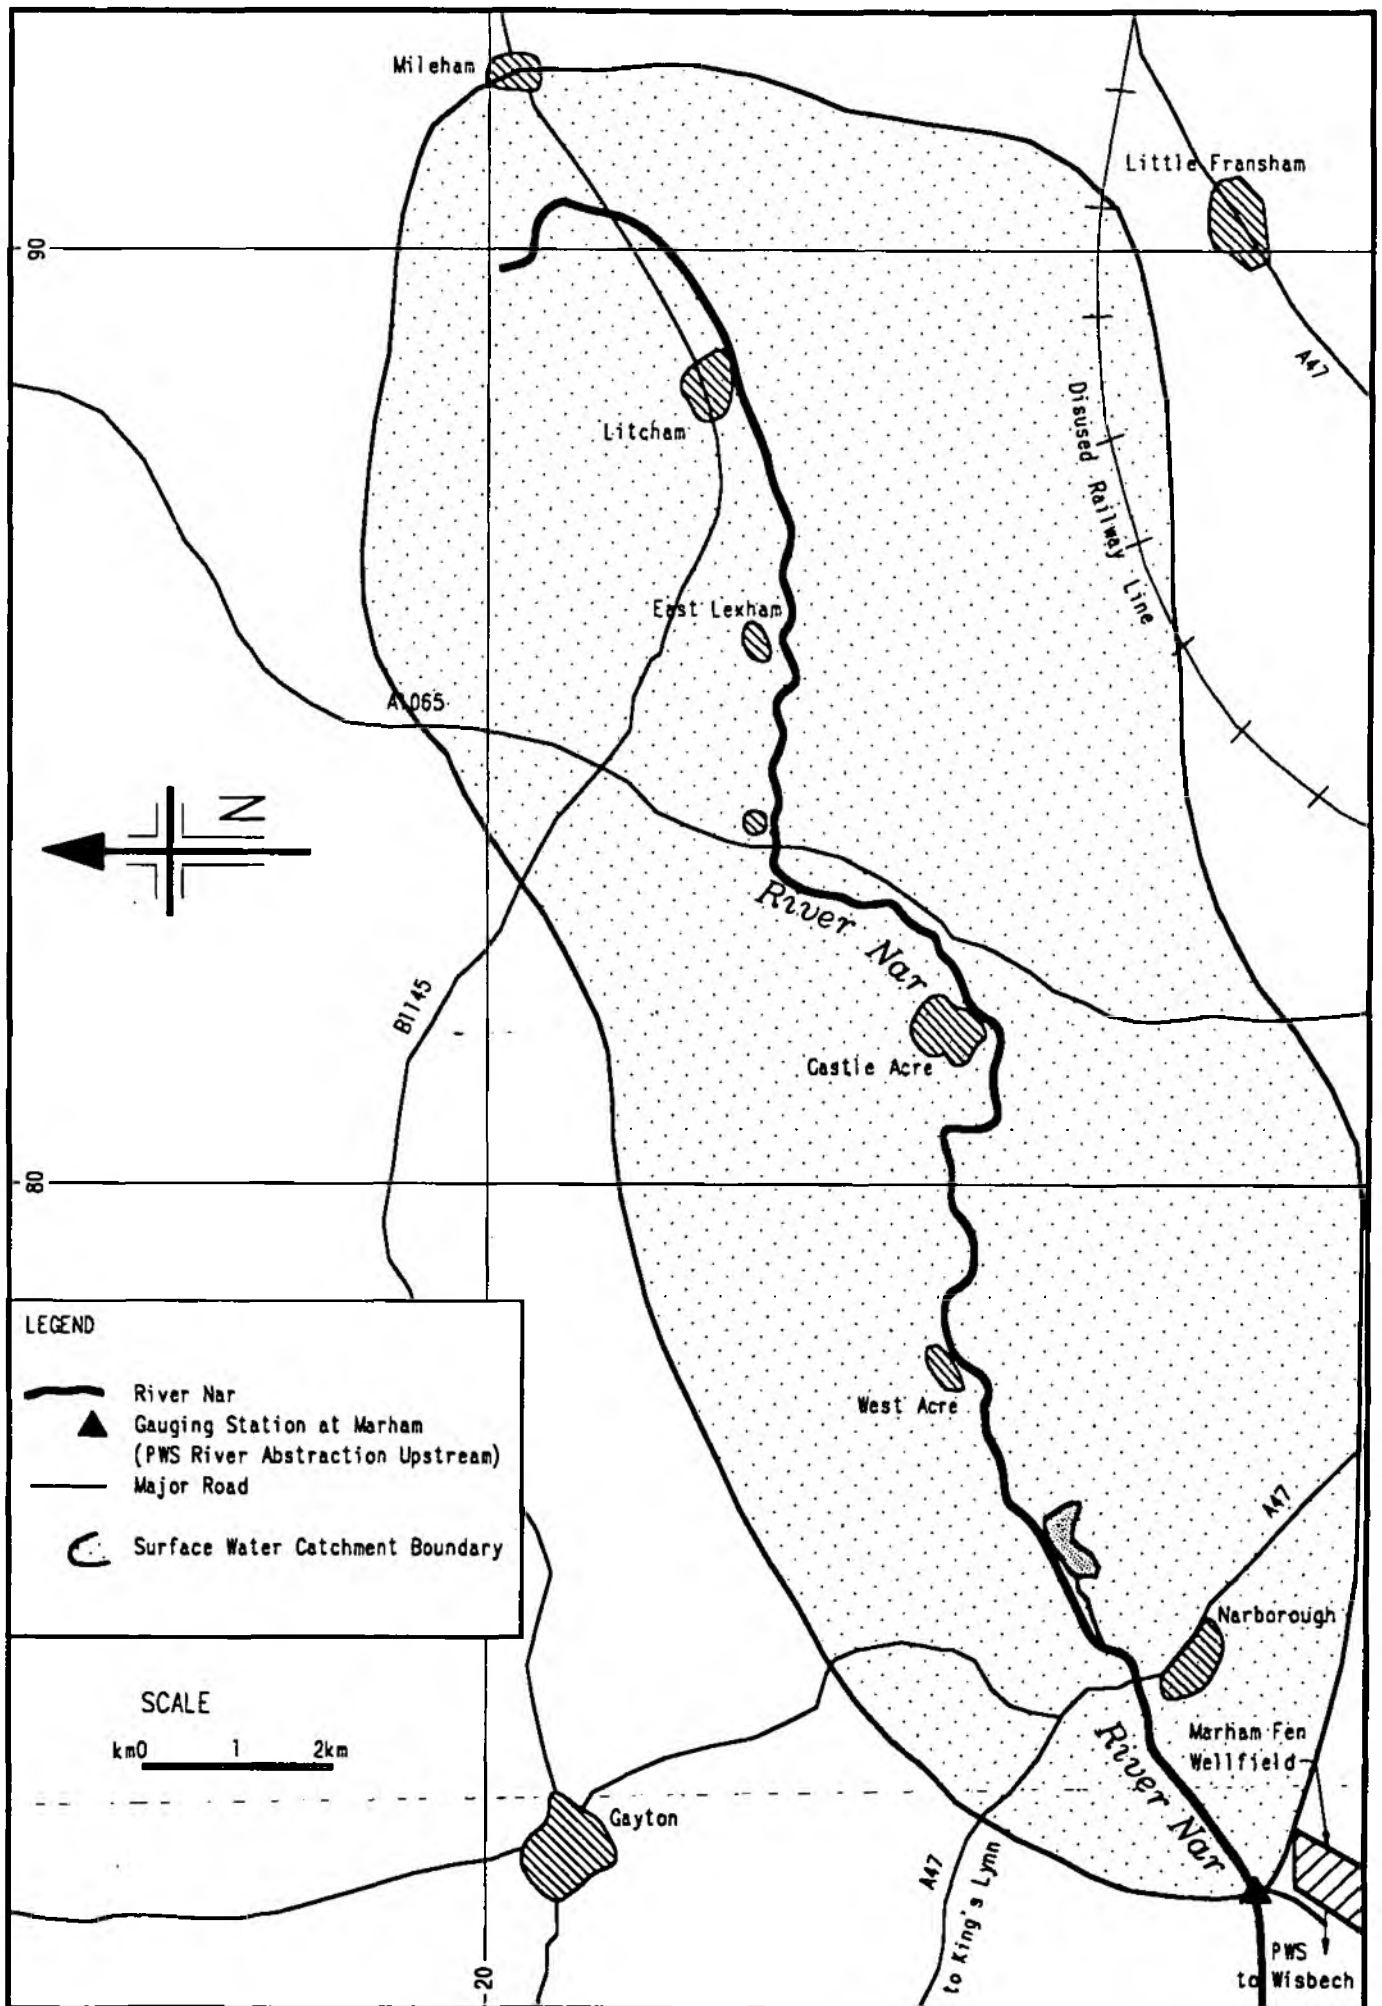 Mileham
Little Fransham
90
A47
Disused Railway Line
Litcham
East Lexham
A1065
N
River Nar
B1145
Castle Acre
80
LEGEND
River Nar
Gauging Station at Marham
(PWS River Abstraction Upstream)
Major Road
Surface Water Catchment Boundary
West Acre
A47
Narborough
SCALE
km0 1 2km
Marham Fen
Wellfield
River Nar
Gayton
A47
to King's Lynn
PWS
to Wisbech
20